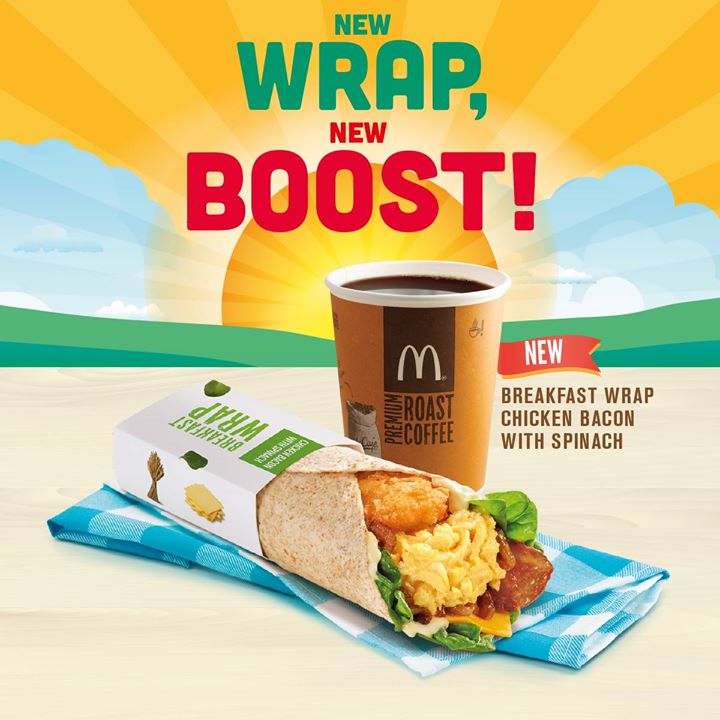 NEW
WRAP,
NEW
BOOST!
NEW
BREAKFAST WRAP
CHICKEN BACON
WITH SPINACH
M
PREMIUM
ROAST
COFFEE
BREAKFAST
WRAP
CHICKEN BACON
WITH SPINACH